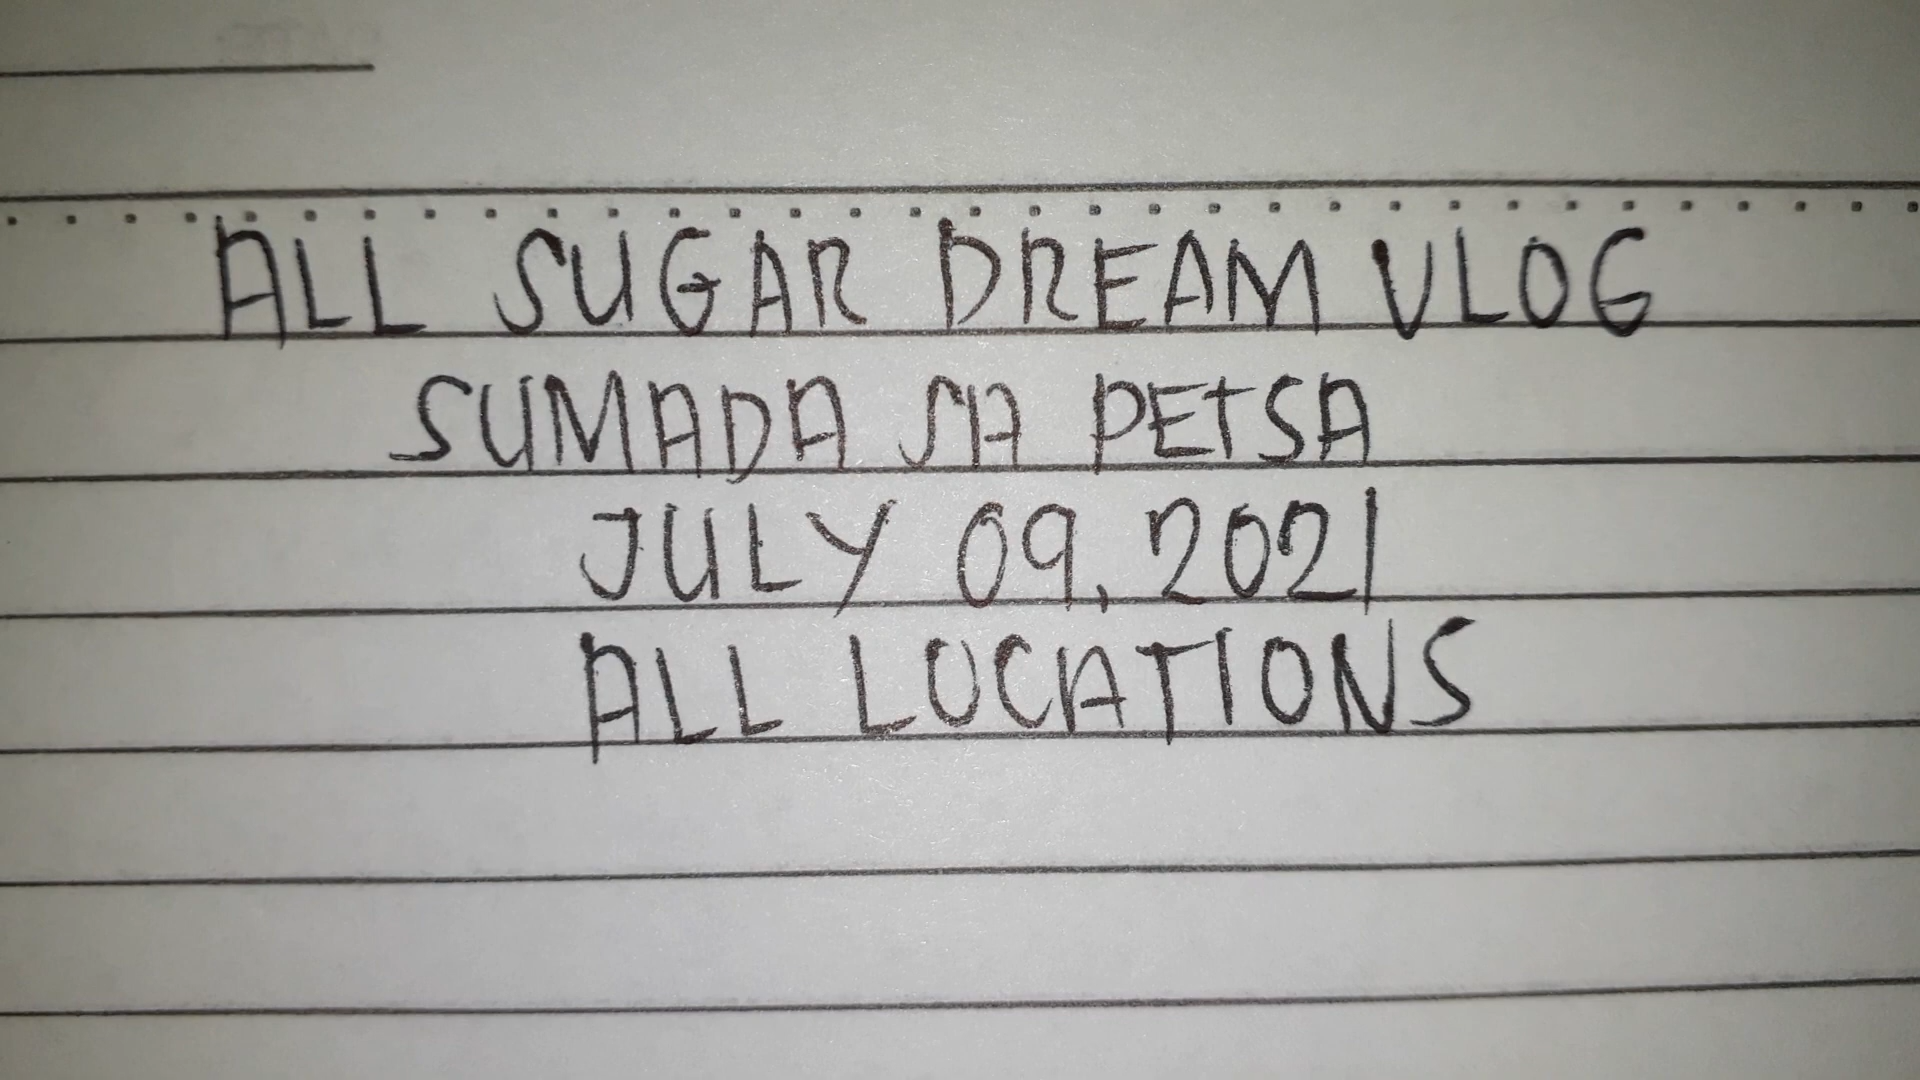 ALL SUGAR DREAM VLOG
SUMADA SA PETSA
JULY 09, 2021
ALL LOCATIONS